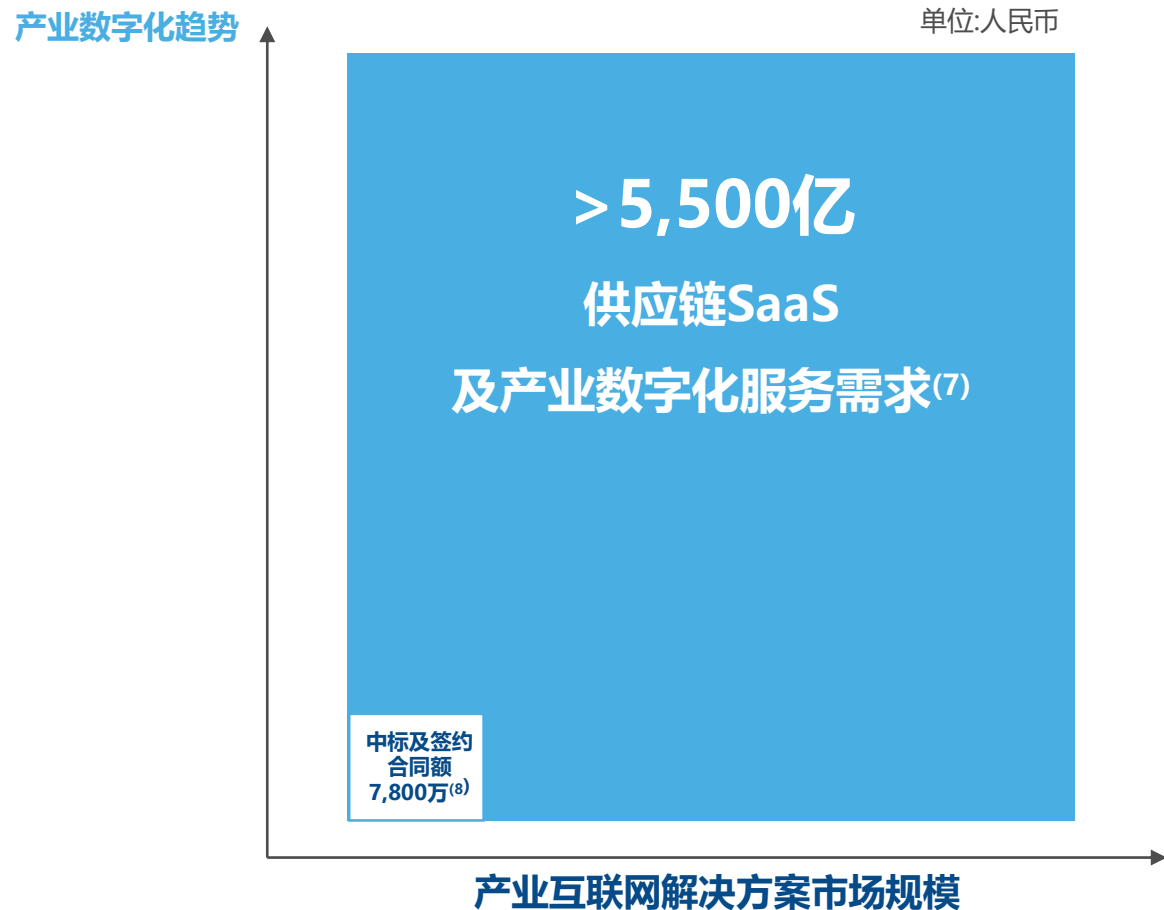 产业数字化趋势
单位:人民币
>5,500亿
供应链SaaS
及产业数字化服务需求(7)
中标及签约
合同额
7,800万(8)
产业互联网解决方案市场规模